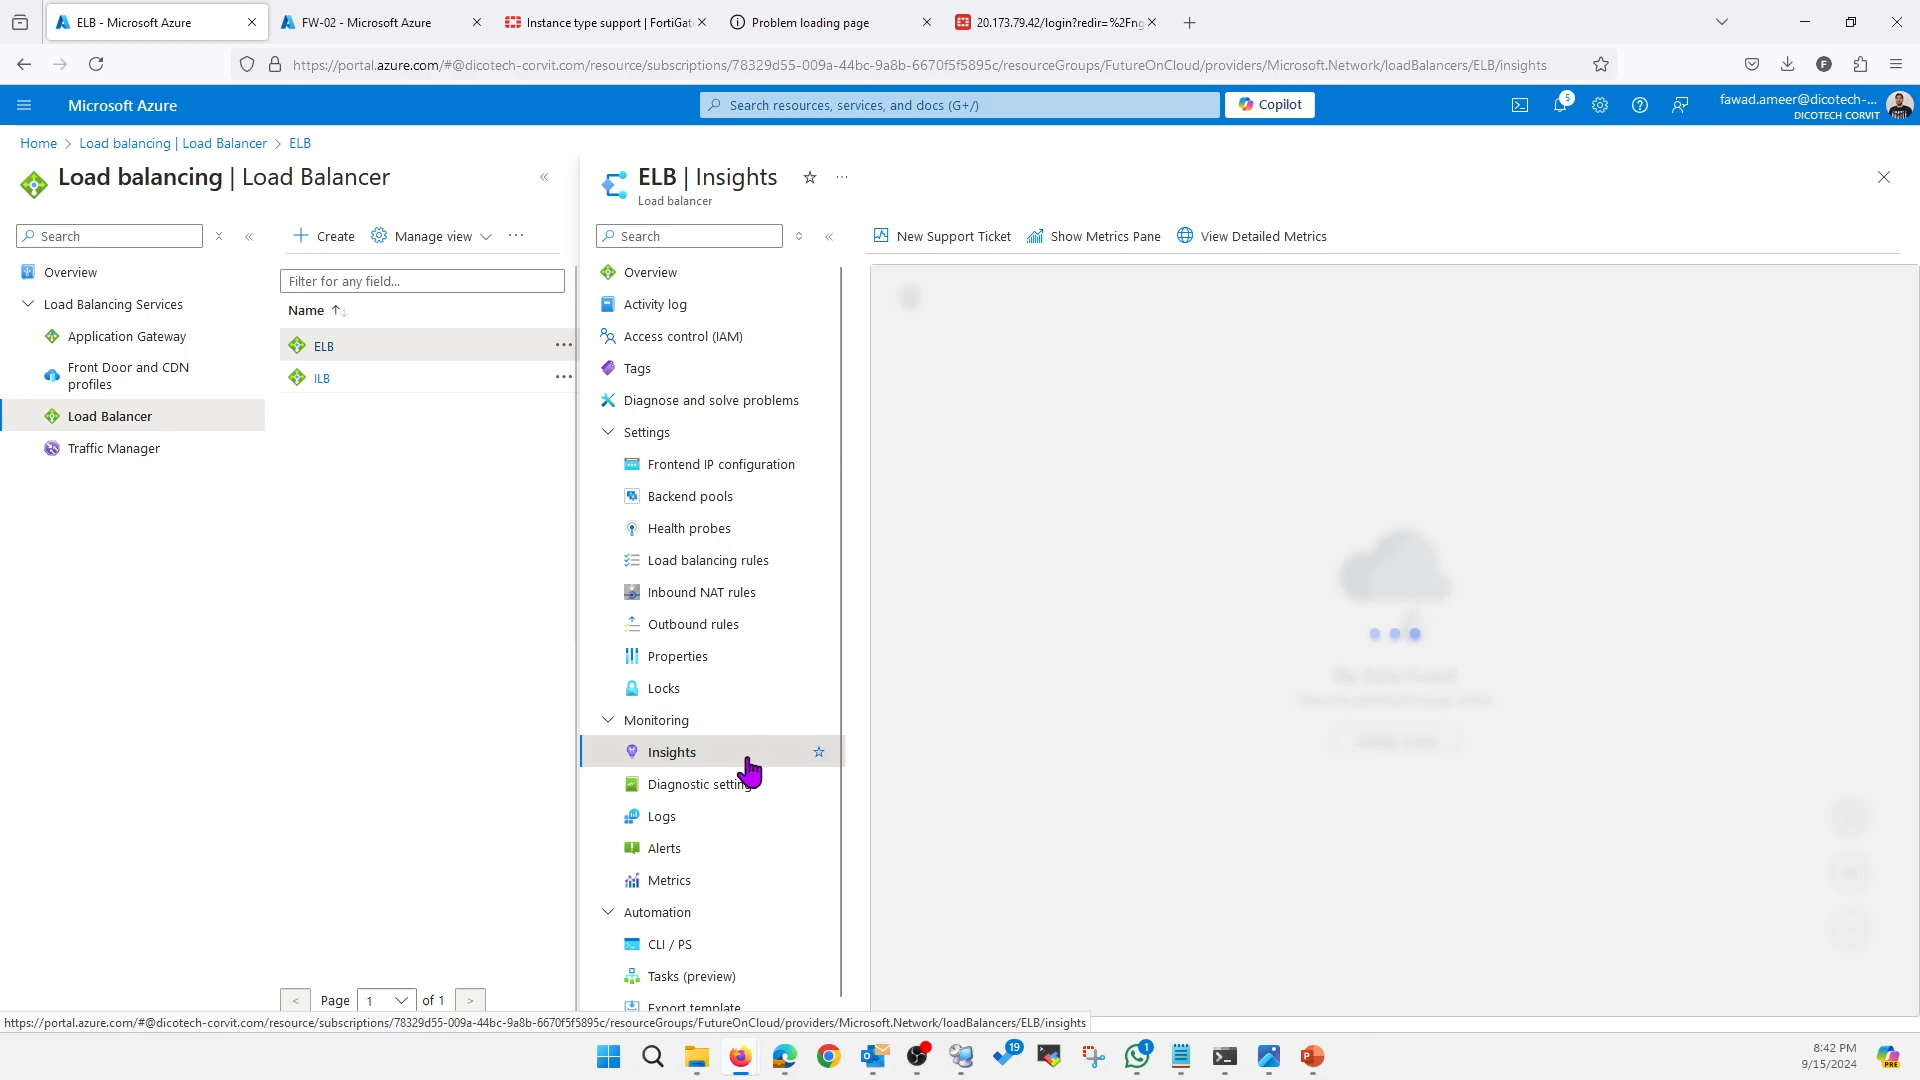 ELB - Microsoft Azure
FW-02 - Microsoft Azure
Instance type support | FortiGat
Problem loading page
20.173.79.42/login?redir=%2Fng
https://portal.azure.com/#@dicotech-corvit.com/resource/subscriptions/78329d55-009a-44bc-9a8b-6670f5f5895c/resourceGroups/FutureOnCloud/providers/Microsoft.Network/loadBalancers/ELB/insights
F
Microsoft Azure
Search resources, services, and docs (G+/)
Copilot
5
fawad.ameer@dicotech-...
DICOTECH CORVIT
Home > Load balancing | Load Balancer > ELB
Load balancing | Load Balancer
Search
Overview
Load Balancing Services
Application Gateway
Front Door and CDN
profiles
Load Balancer
Traffic Manager
Create
Manage view
Filter for any field...
Name
ELB
ILB
< Page 1 of 1 >
ELB | Insights
Load balancer
Search
Overview
Activity log
Access control (IAM)
Tags
Diagnose and solve problems
Settings
Frontend IP configuration
Backend pools
Health probes
Load balancing rules
Inbound NAT rules
Outbound rules
Properties
Locks
Monitoring
Insights
Diagnostic setting
Logs
Alerts
Metrics
Automation
CLI / PS
Tasks (preview)
Export template
New Support Ticket
Show Metrics Pane
View Detailed Metrics
https://portal.azure.com/#@dicotech-corvit.com/resource/subscriptions/78329d55-009a-44bc-9a8b-6670f5f5895c/resourceGroups/FutureOnCloud/providers/Microsoft.Network/loadBalancers/ELB/insights
19
1
8:42 PM
9/15/2024
PRE